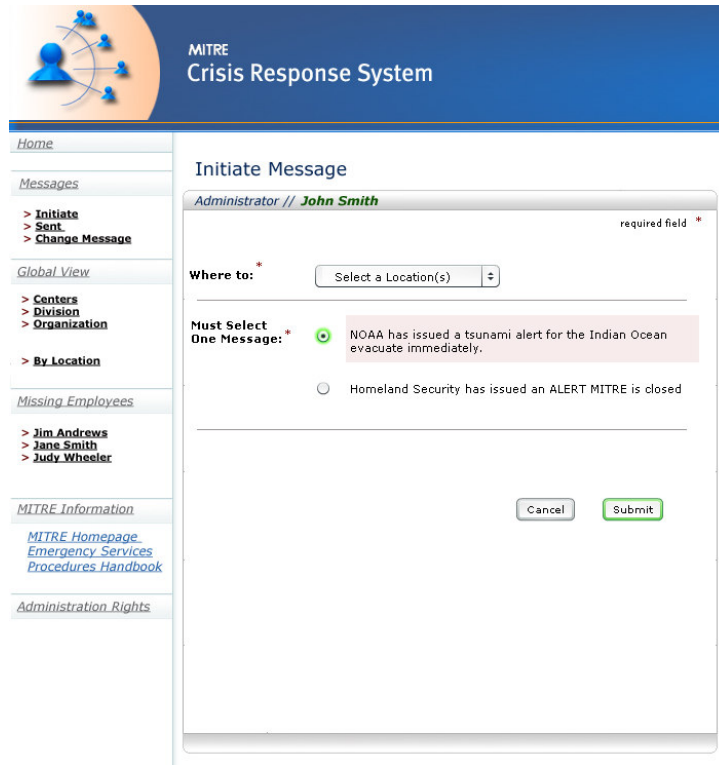 MITRE
Crisis Response System
Home
Messages
> Initiate
> Sent
> Change Message
Global View
> Centers
> Division
> Organization
> By Location
Missing Employees
> Jim Andrews
> Jane Smith
> Judy Wheeler
MITRE Information
MITRE Homepage
Emergency Services
Procedures Handbook
Administration Rights
Initiate Message
Administrator // John Smith
required field *
Where to: *
Select a Location(s)
Must Select
One Message: *
NOAA has issued a tsunami alert for the Indian Ocean
evacuate immediately.
Homeland Security has issued an ALERT MITRE is closed
Cancel
Submit